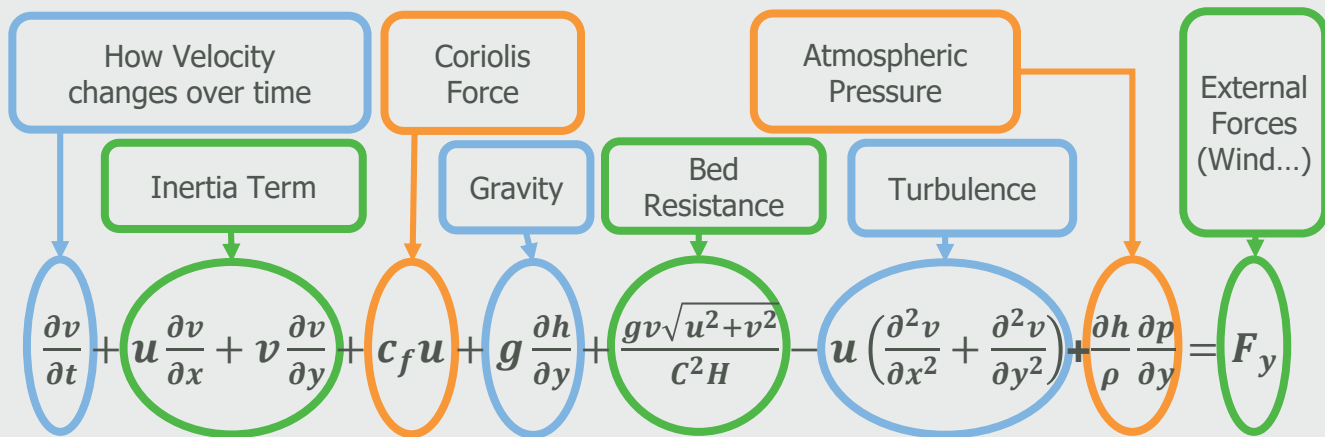 How Velocity
changes over time
Coriolis
Force
Atmospheric
Pressure
External
Forces
(Wind...)
Inertia Term
Gravity
Bed
Resistance
Turbulence
∂v/∂t + u ∂v/∂x + v ∂v/∂y + c_f u + g ∂h/∂y + gv√(u²+v²)/C²H − u (∂²v/∂x² + ∂²v/∂y²) + ∂h/ρ ∂p/∂y = F_y